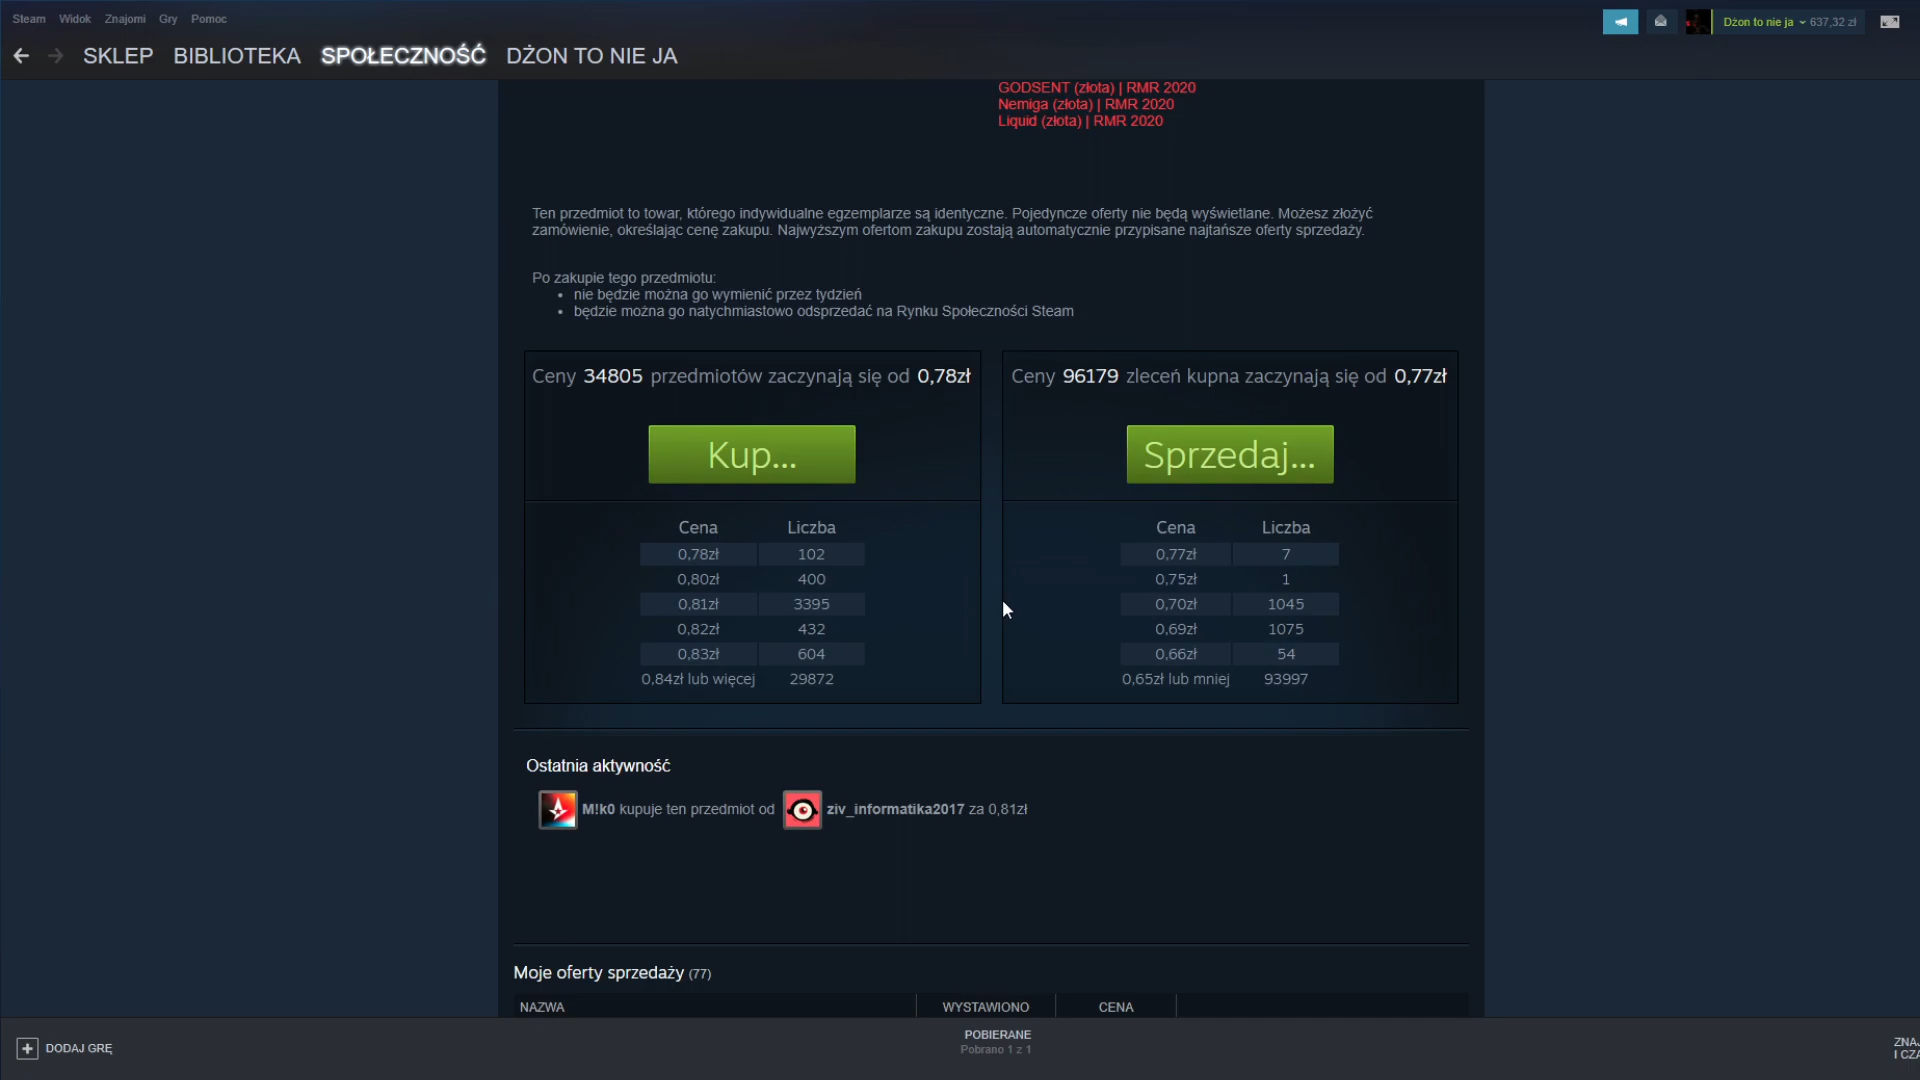 Steam Widok Znajomi Gry Pomoc
Dżon to nie ja 637,32 zł
SKLEP BIBLIOTEKA SPOŁECZNOŚĆ DŻON TO NIE JA
GODSENT (złota) | RMR 2020
Nemiga (złota) | RMR 2020
Liquid (złota) | RMR 2020
Ten przedmiot to towar, którego indywidualne egzemplarze są identyczne. Pojedyncze oferty nie będą wyświetlane. Możesz złożyć
zamówienie, określając cenę zakupu. Najwyższym ofertom zakupu zostają automatycznie przypisane najtańsze oferty sprzedaży.
Po zakupie tego przedmiotu:
• nie będzie można go wymienić przez tydzień
• będzie można go natychmiastowo odsprzedać na Rynku Społeczności Steam
Ceny 34805 przedmiotów zaczynają się od 0,78zł
Kup...
Cena Liczba
0,78zł 102
0,80zł 400
0,81zł 3395
0,82zł 432
0,83zł 604
0,84zł lub więcej 29872
Ceny 96179 zleceń kupna zaczynają się od 0,77zł
Sprzedaj...
Cena Liczba
0,77zł 7
0,75zł 1
0,70zł 1045
0,69zł 1075
0,66zł 54
0,65zł lub mniej 93997
Ostatnia aktywność
M!k0 kupuje ten przedmiot od ziv_informatika2017 za 0,81zł
Moje oferty sprzedaży (77)
NAZWA WYSTAWIONO CENA
DODAJ GRĘ
POBIERANE
Pobrano 1 z 1
ZNAJ
I CZA